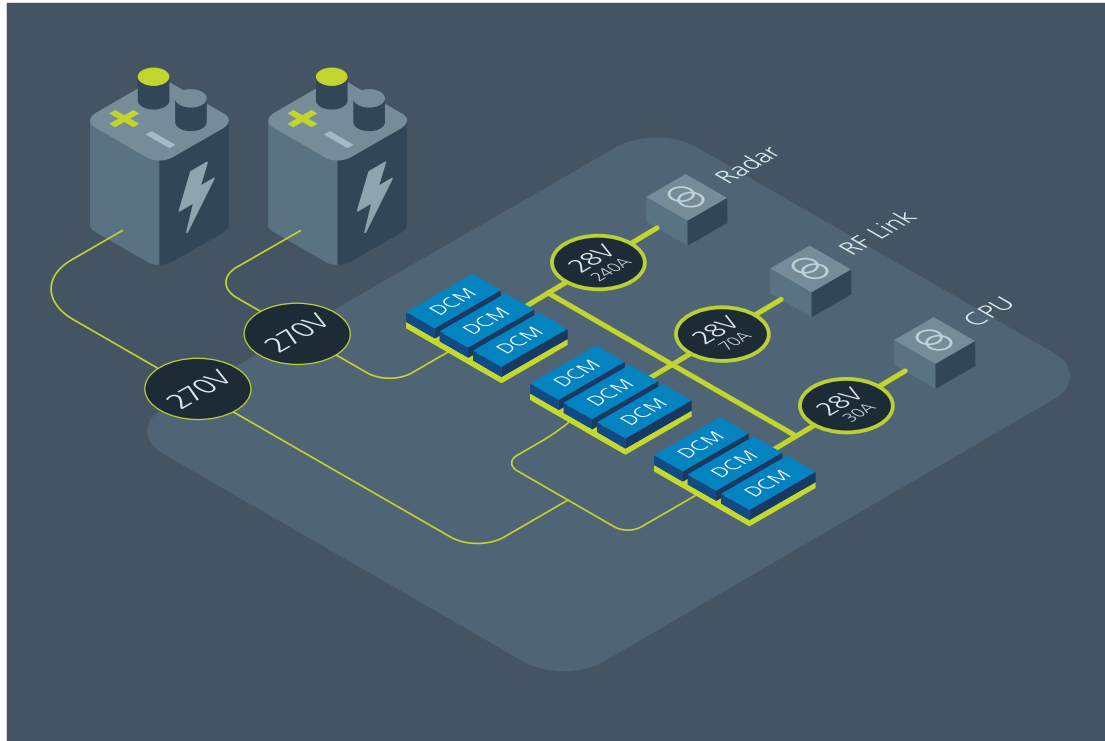 Radar
RF Link
CPU
28V
240A
28V
70A
28V
30A
270V
270V
DCM
DCM
DCM
DCM
DCM
DCM
DCM
DCM
DCM